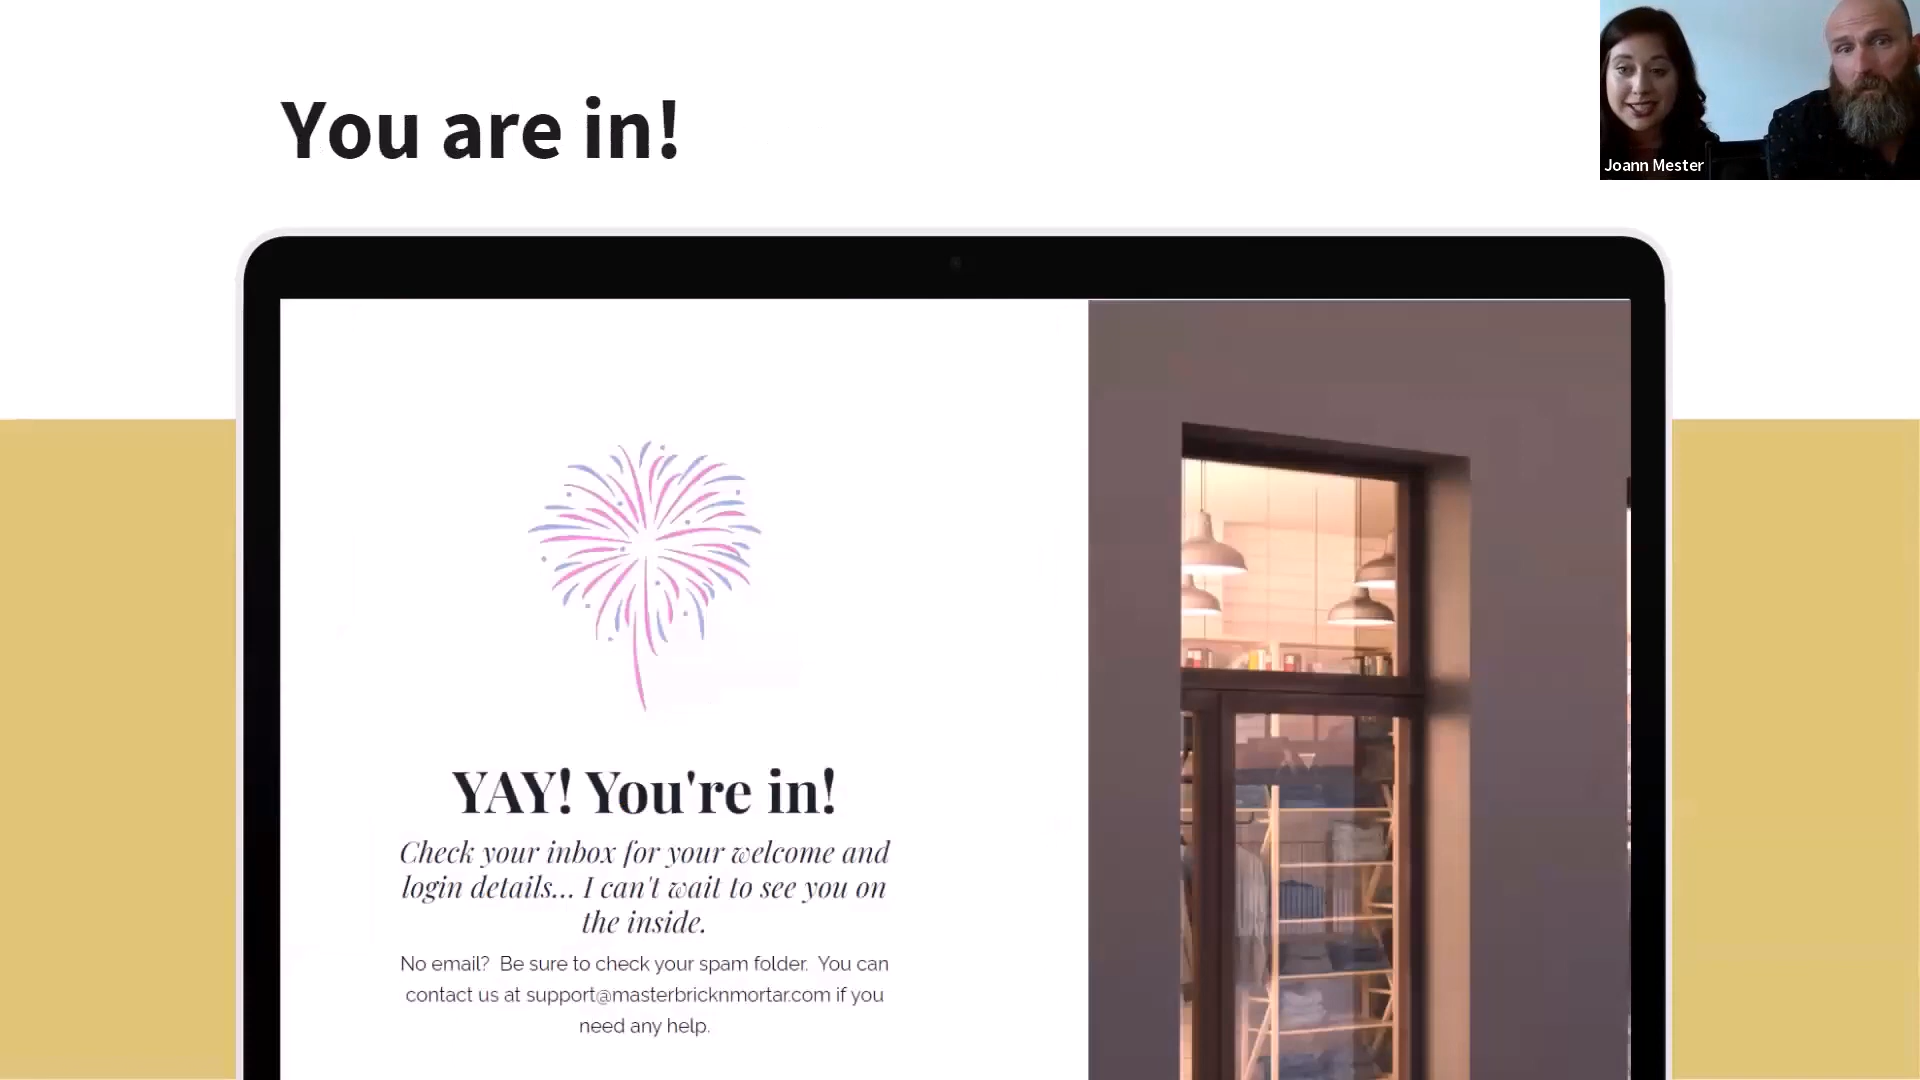 You are in!
Joann Mester
YAY! You're in!
Check your inbox for your welcome and
login details... I can't wait to see you on
the inside.
No email?  Be sure to check your spam folder.  You can
contact us at support@masterbricknmortar.com if you
need any help.